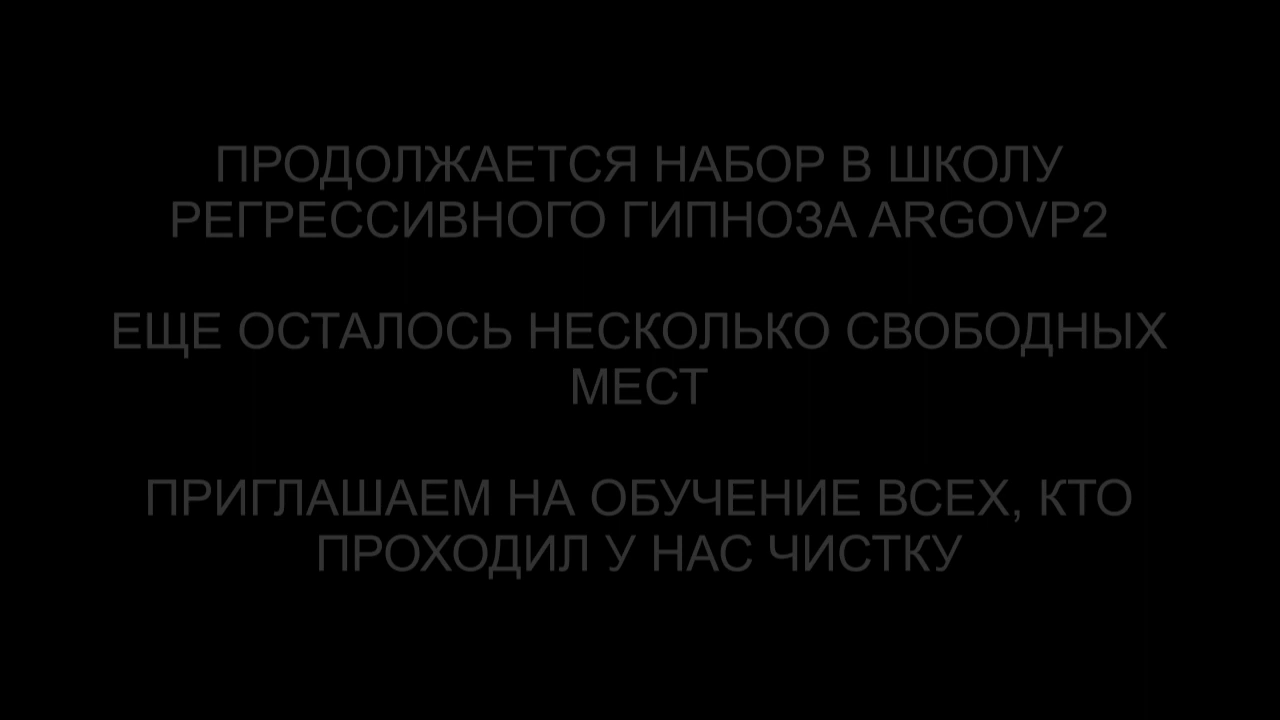 ПРОДОЛЖАЕТСЯ НАБОР В ШКОЛУ
РЕГРЕССИВНОГО ГИПНОЗА ARGOVP2
ЕЩЕ ОСТАЛОСЬ НЕСКОЛЬКО СВОБОДНЫХ
МЕСТ
ПРИГЛАШАЕМ НА ОБУЧЕНИЕ ВСЕХ, КТО
ПРОХОДИЛ У НАС ЧИСТКУ